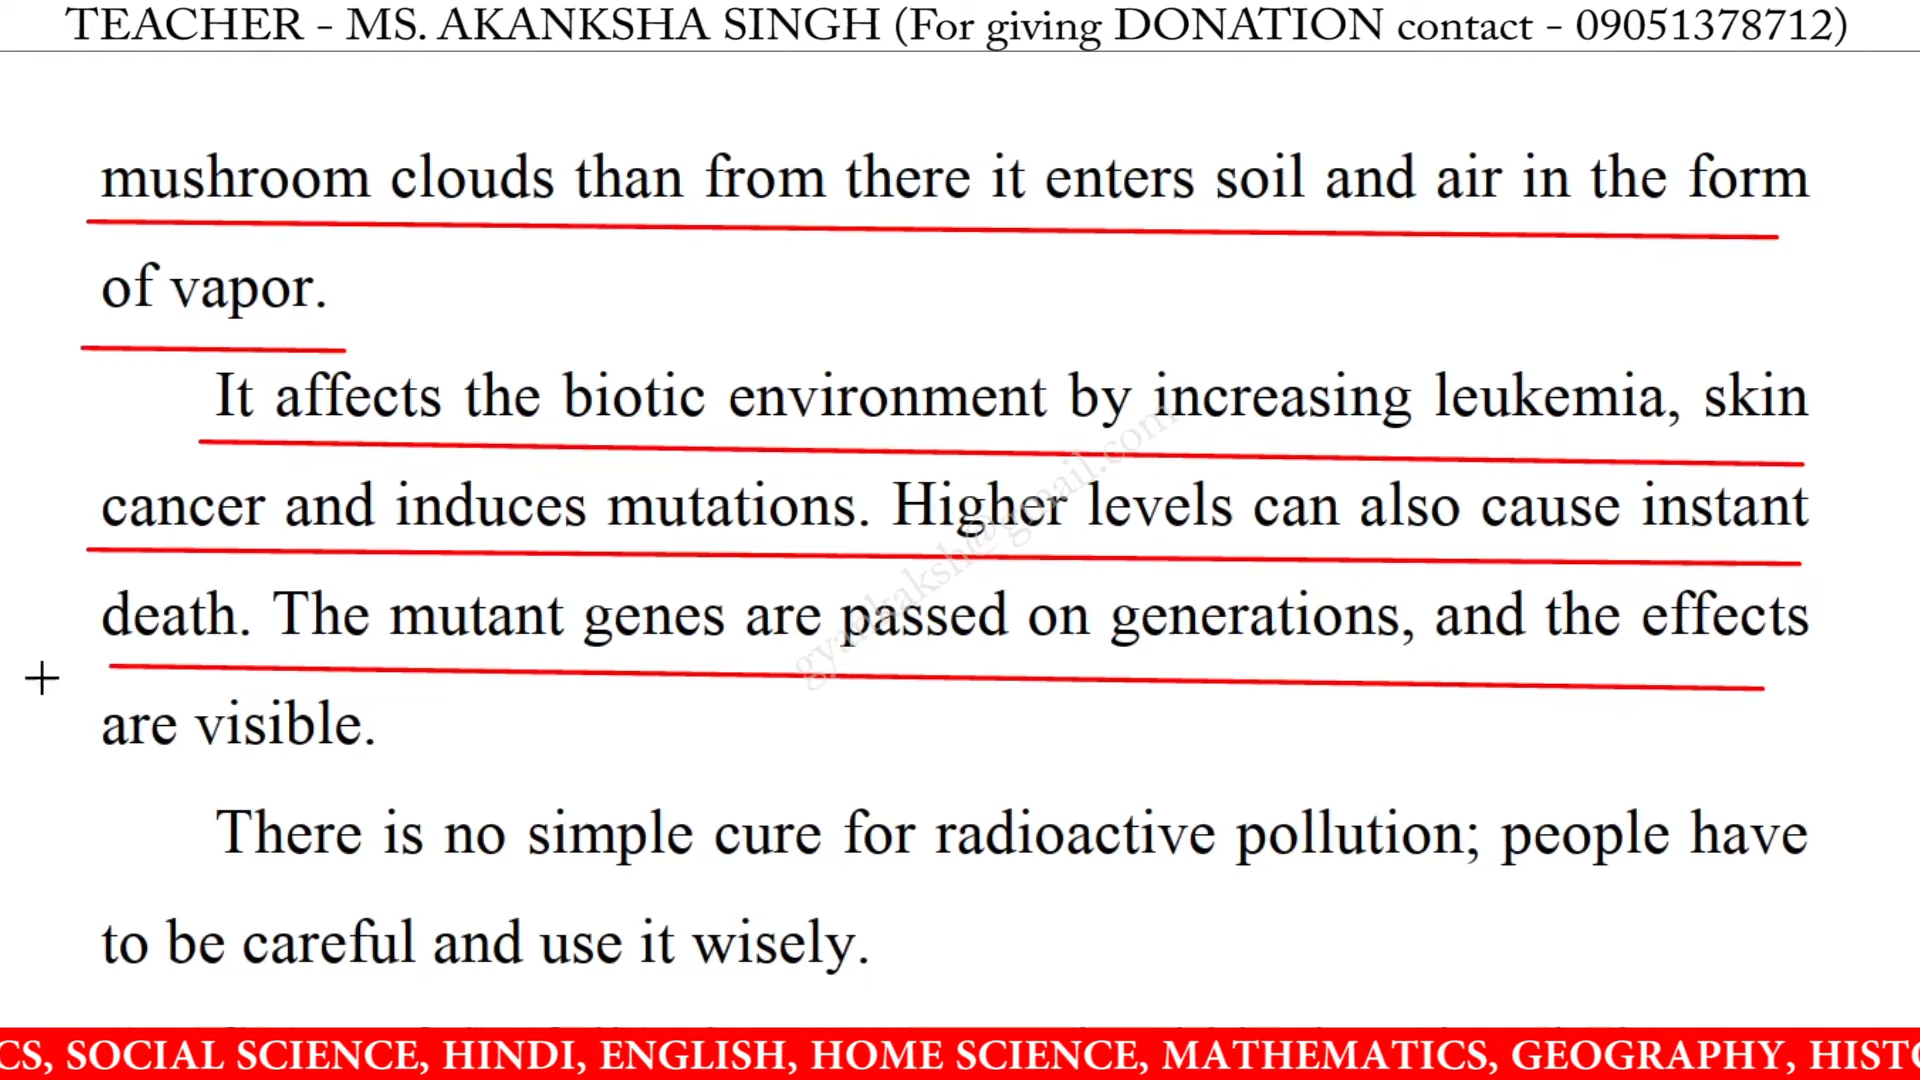 TEACHER - MS. AKANKSHA SINGH (For giving DONATION contact - 09051378712)
mushroom clouds than from there it enters soil and air in the form
of vapor.
It affects the biotic environment by increasing leukemia, skin
cancer and induces mutations. Higher levels can also cause instant
death. The mutant genes are passed on generations, and the effects
are visible.
There is no simple cure for radioactive pollution; people have
to be careful and use it wisely.
CS, SOCIAL SCIENCE, HINDI, ENGLISH, HOME SCIENCE, MATHEMATICS, GEOGRAPHY, HIST